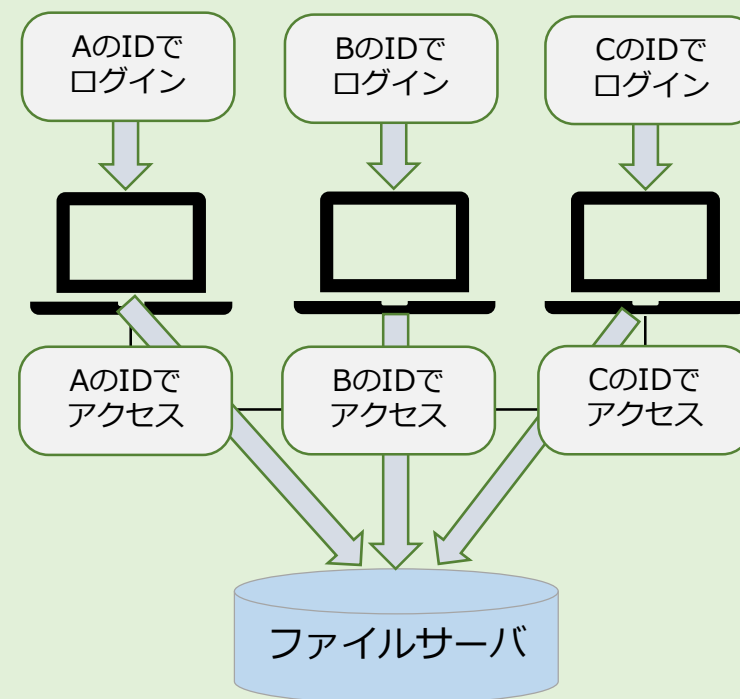 AのIDで
ログイン
BのIDで
ログイン
CのIDで
ログイン
AのIDで
アクセス
BのIDで
アクセス
CのIDで
アクセス
ファイルサーバ